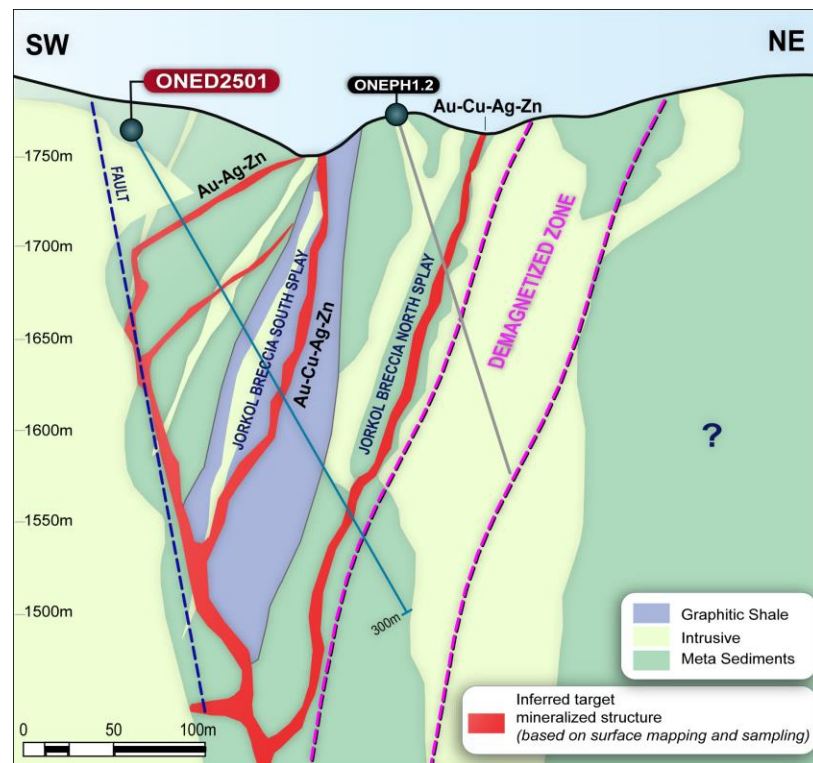 SW
NE
ONED2501
ONEPH1.2
Au-Cu-Ag-Zn
1750m
FAULT
Au-Ag-Zn
1700m
DEMAGNETIZED ZONE
1650m
JORKOL BRECCIA SOUTH SPLAY
Au-Cu-Ag-Zn
JORKOL BRECCIA NORTH SPLAY
1600m
?
1550m
1500m
300m
Graphitic Shale
Intrusive
Meta Sediments
Inferred target
mineralized structure
(based on surface mapping and sampling)
0 50 100m